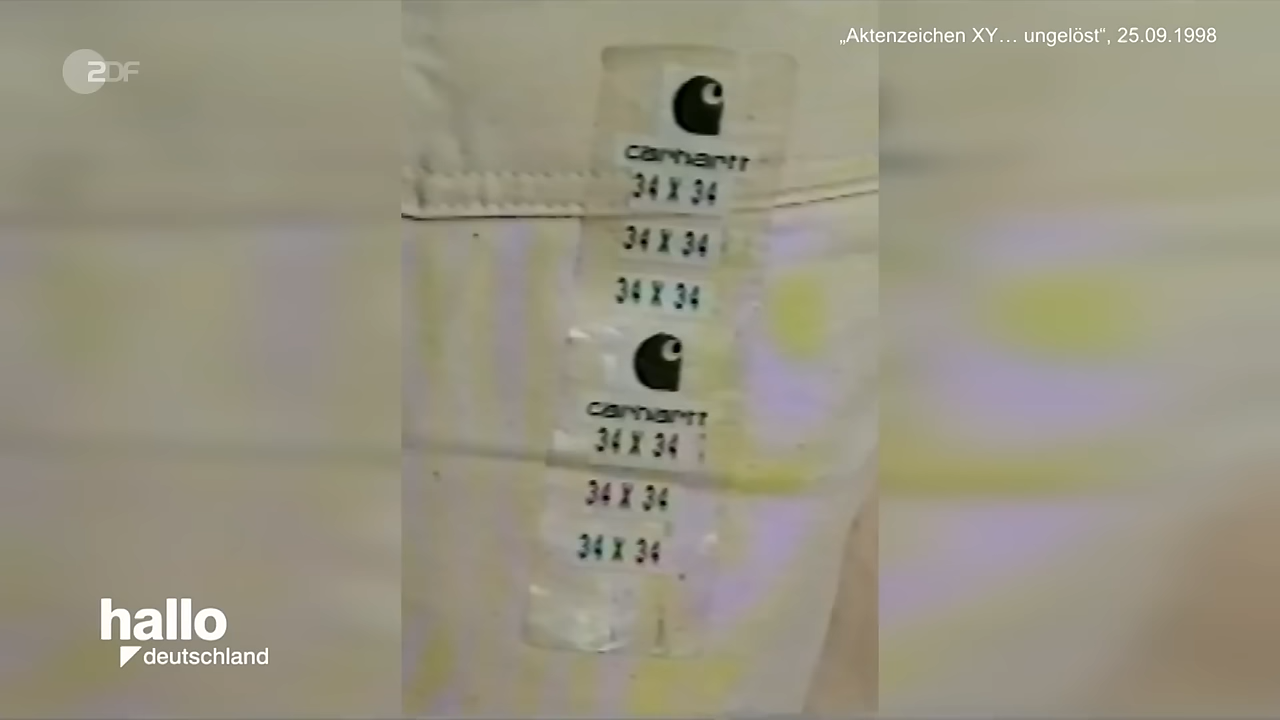 „Aktenzeichen XY... ungelöst“, 25.09.1998
ZDF
carhartt
34 X 34
34 X 34
34 X 34
carhartt
34 X 34
34 X 34
34 X 34
hallo
deutschland